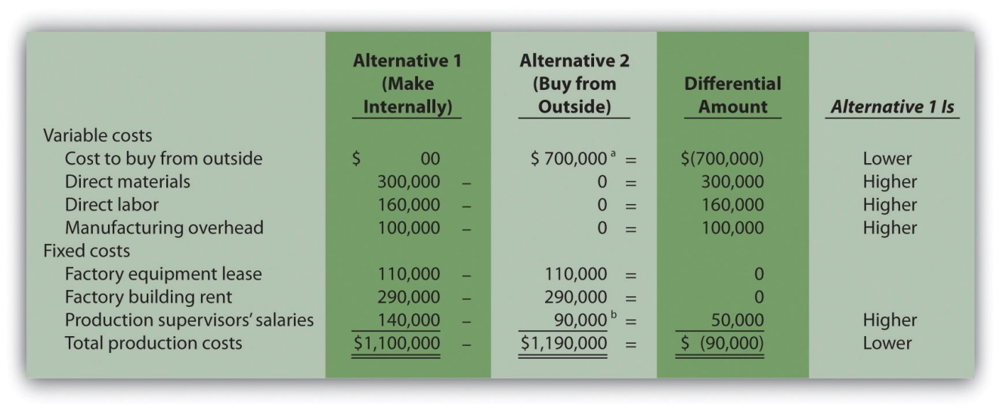 Alternative 1 (Make Internally) Alternative 2 (Buy from Outside) Differential Amount Alternative 1 Is
Variable costs
Cost to buy from outside $ 00 $ 700,000 a = $(700,000) Lower
Direct materials 300,000 – 0 = 300,000 Higher
Direct labor 160,000 – 0 = 160,000 Higher
Manufacturing overhead 100,000 – 0 = 100,000 Higher
Fixed costs
Factory equipment lease 110,000 – 110,000 = 0
Factory building rent 290,000 – 290,000 = 0
Production supervisors' salaries 140,000 – 90,000 b = 50,000 Higher
Total production costs $1,100,000 – $1,190,000 = $ (90,000) Lower